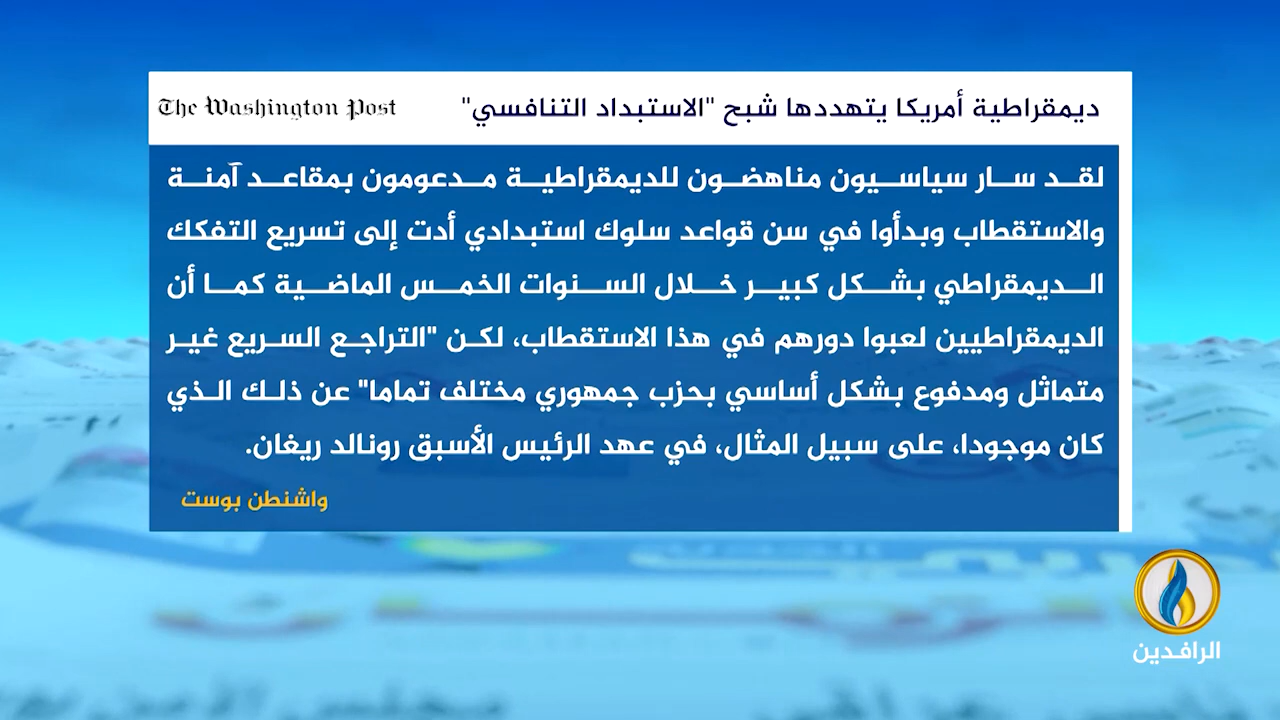 ديمقراطية أمريكا يتهددها شبح "الاستبداد التنافسي"
The Washington Post
لقد سار سياسيون مناهضون للديمقراطية مدعومون بمقاعد آمنة
والاستقطاب وبدأوا في سن قواعد سلوك استبدادي أدت إلى تسريع التفكك
الديمقراطي بشكل كبير خلال السنوات الخمس الماضية كما أن
الديمقراطيين لعبوا دورهم في هذا الاستقطاب، لكن "التراجع السريع غير
متماثل ومدفوع بشكل أساسي بحزب جمهوري مختلف تماما" عن ذلك الذي
كان موجودا، على سبيل المثال، في عهد الرئيس الأسبق رونالد ريغان.
واشنطن بوست
الرافدين